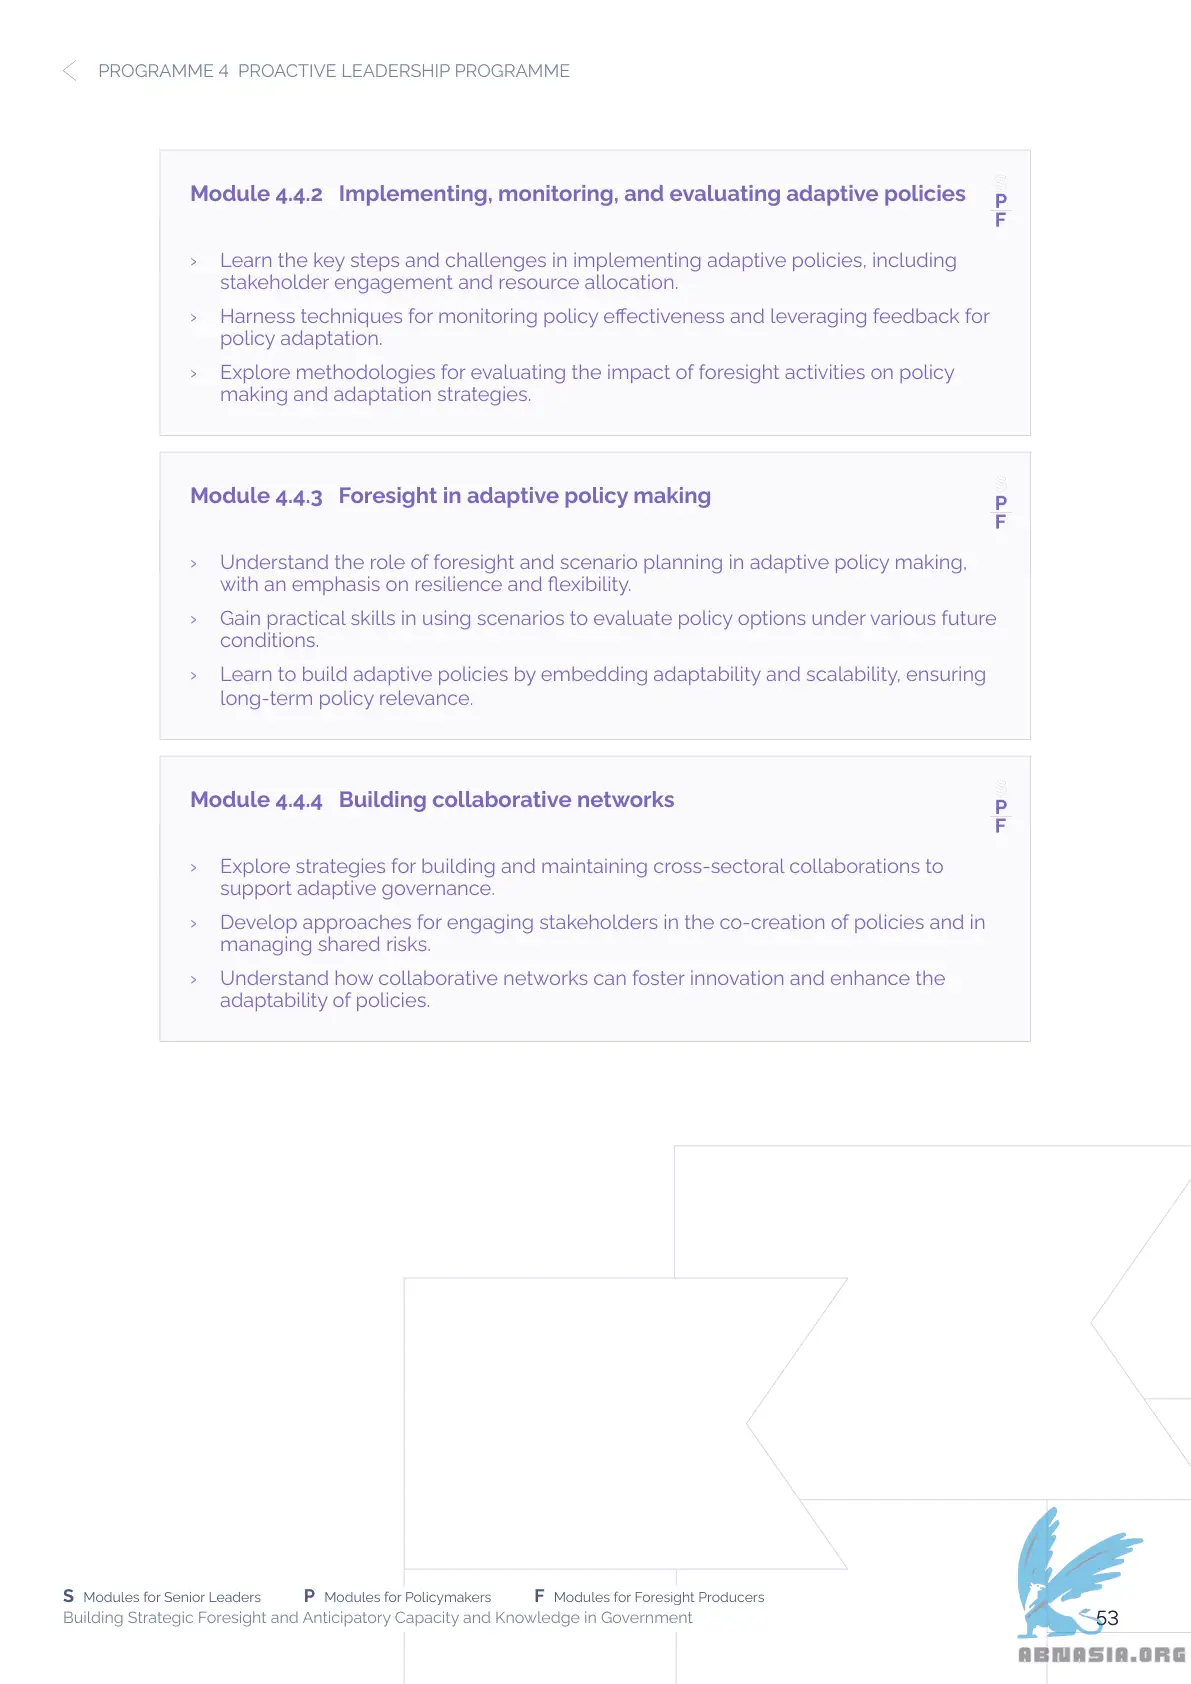 PROGRAMME 4 PROACTIVE LEADERSHIP PROGRAMME
Module 4.4.2 Implementing, monitoring, and evaluating adaptive policies
S
P
F
› Learn the key steps and challenges in implementing adaptive policies, including
stakeholder engagement and resource allocation.
› Harness techniques for monitoring policy effectiveness and leveraging feedback for
policy adaptation.
› Explore methodologies for evaluating the impact of foresight activities on policy
making and adaptation strategies.
Module 4.4.3 Foresight in adaptive policy making
S
P
F
› Understand the role of foresight and scenario planning in adaptive policy making,
with an emphasis on resilience and flexibility.
› Gain practical skills in using scenarios to evaluate policy options under various future
conditions.
› Learn to build adaptive policies by embedding adaptability and scalability, ensuring
long-term policy relevance.
Module 4.4.4 Building collaborative networks
S
P
F
› Explore strategies for building and maintaining cross-sectoral collaborations to
support adaptive governance.
› Develop approaches for engaging stakeholders in the co-creation of policies and in
managing shared risks.
› Understand how collaborative networks can foster innovation and enhance the
adaptability of policies.
S Modules for Senior Leaders P Modules for Policymakers F Modules for Foresight Producers
Building Strategic Foresight and Anticipatory Capacity and Knowledge in Government
53
ABNASIA.ORG